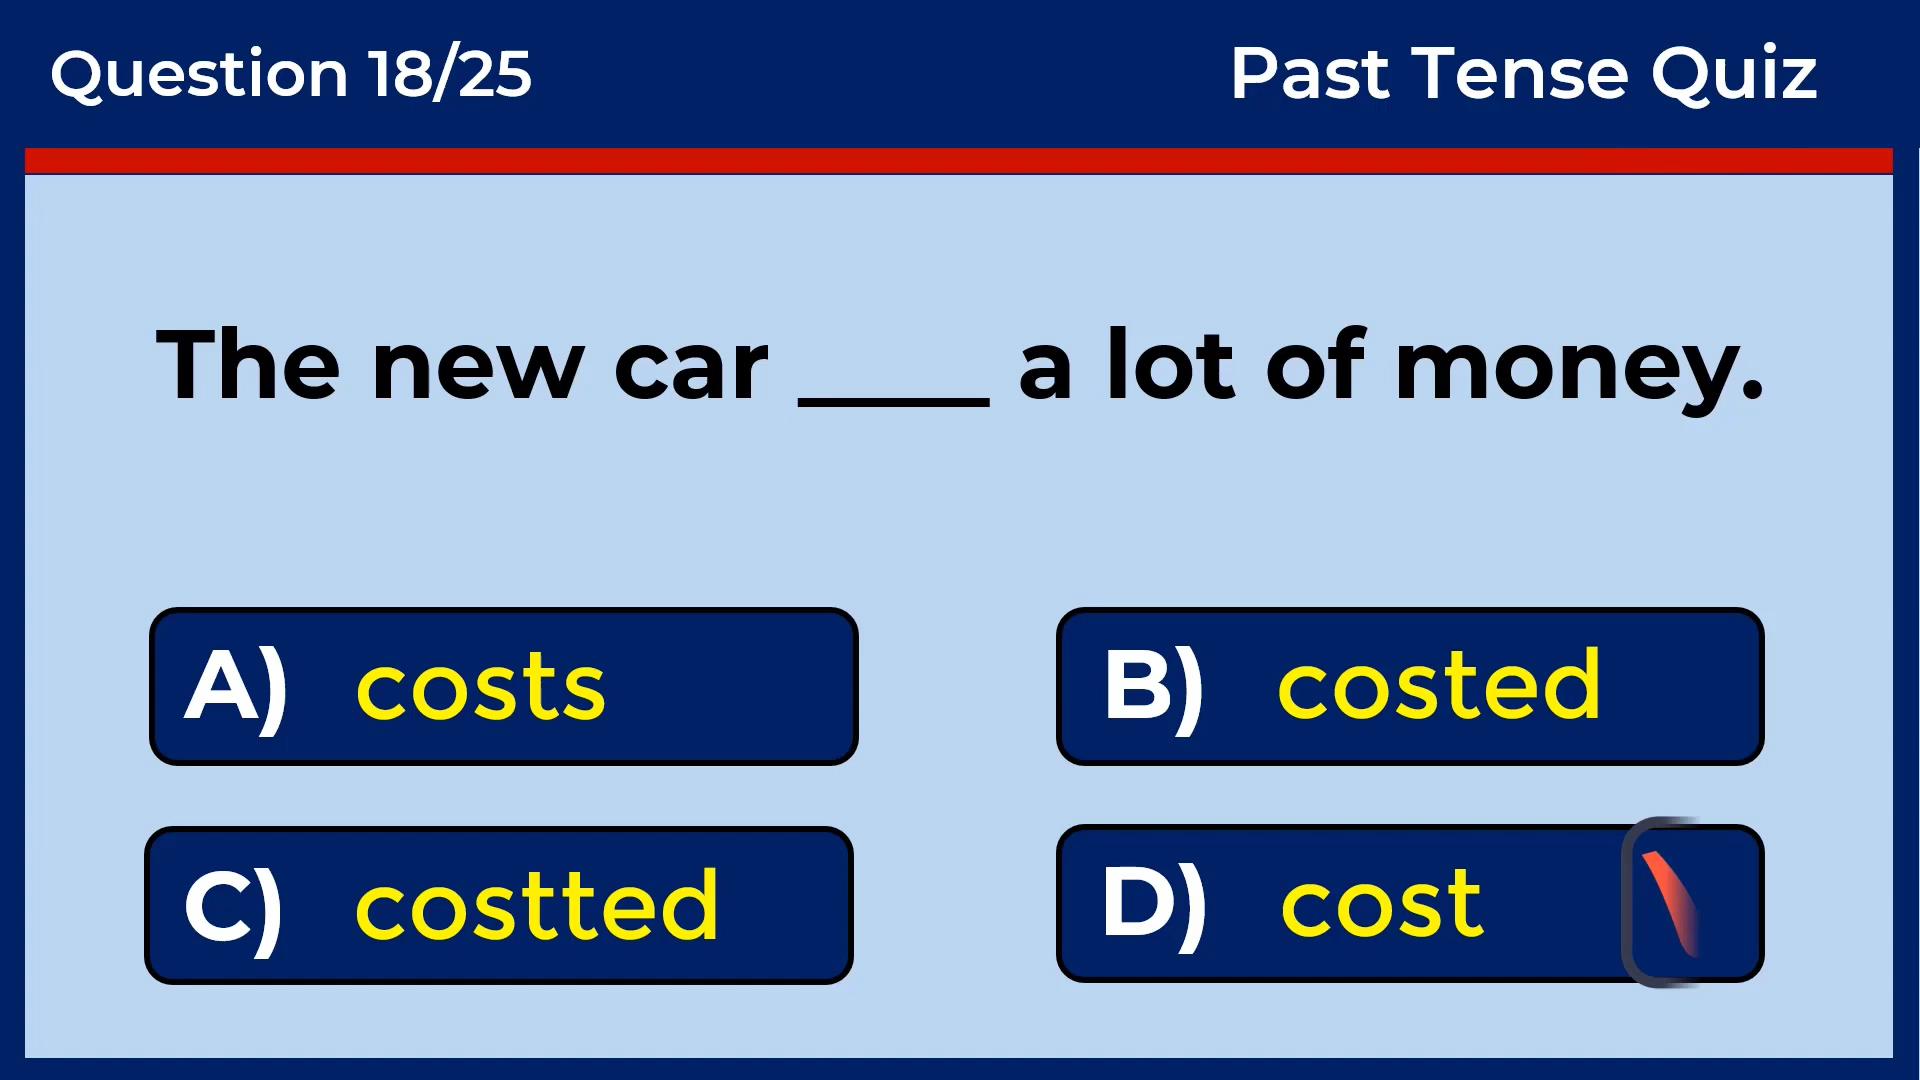 Question 18/25
Past Tense Quiz
The new car ____ a lot of money.
A) costs
B) costed
C) costted
D) cost